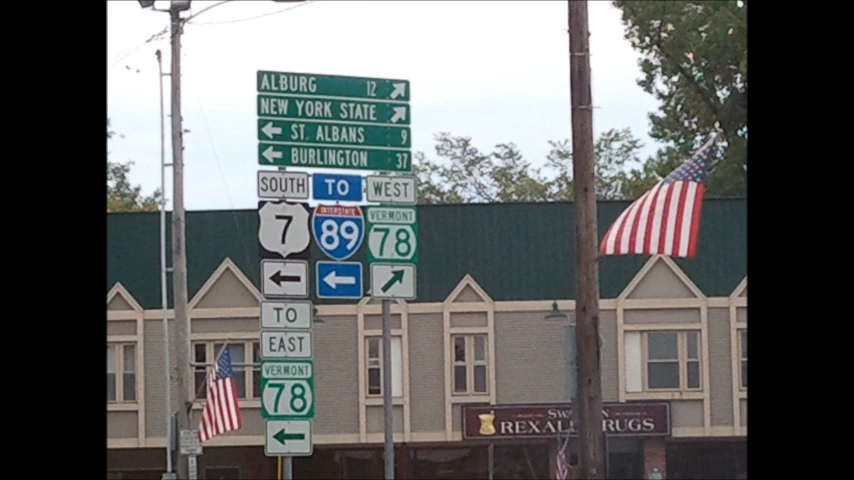 ALBURG 12
NEW YORK STATE
ST. ALBANS 9
BURLINGTON 37
SOUTH TO WEST
7 INTERSTATE 89 VERMONT 78
TO
EAST
VERMONT
78
REXALL DRUGS